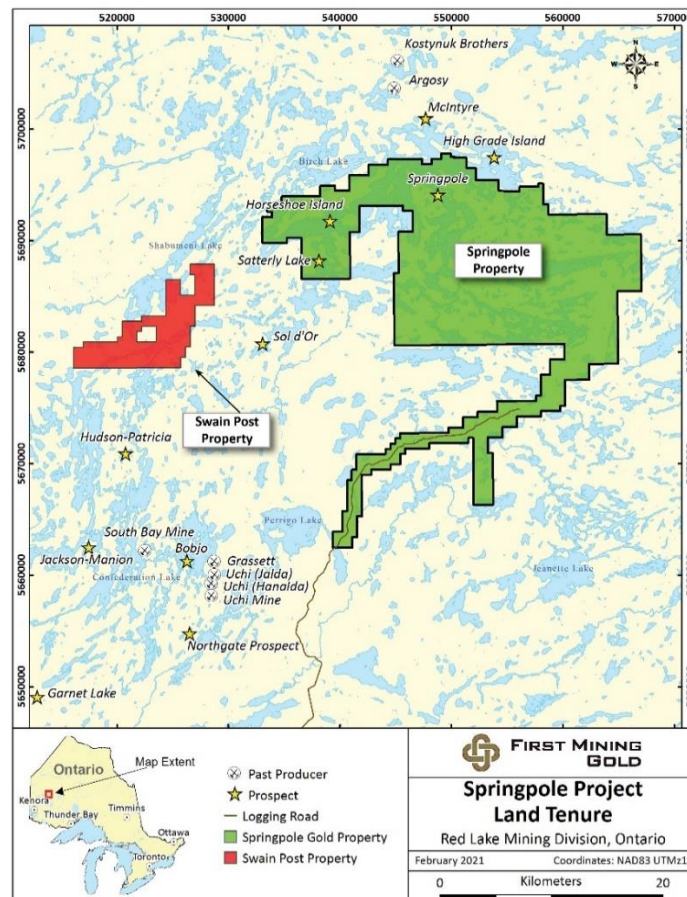 520000 530000 540000 550000 560000 570000
Kostynuk Brothers
N
W E
S
Argosy
McIntyre
5700000
High Grade Island
Birch Lake
Springpole
Horseshoe Island
5690000
Shabumeni Lake
Satterly Lake
Springpole
Property
Sol d'Or
5680000
Swain Post
Property
Hudson-Patricia
5670000
South Bay Mine
Perrigo Lake
Bobjo
Grassett
Jackson-Manion
Uchi (Jalda)
Jeanette Lake
5660000
Confederation Lake
Uchi (Hanalda)
Uchi Mine
Northgate Prospect
5650000
Garnet Lake
Ontario
Map Extent
Kenora
Timmins
Thunder Bay
Ottawa
Toronto
Past Producer
Prospect
Logging Road
Springpole Gold Property
Swain Post Property
FIRST MINING
GOLD
Springpole Project
Land Tenure
Red Lake Mining Division, Ontario
February 2021 Coordinates: NAD83 UTMz1
Kilometers
0 20